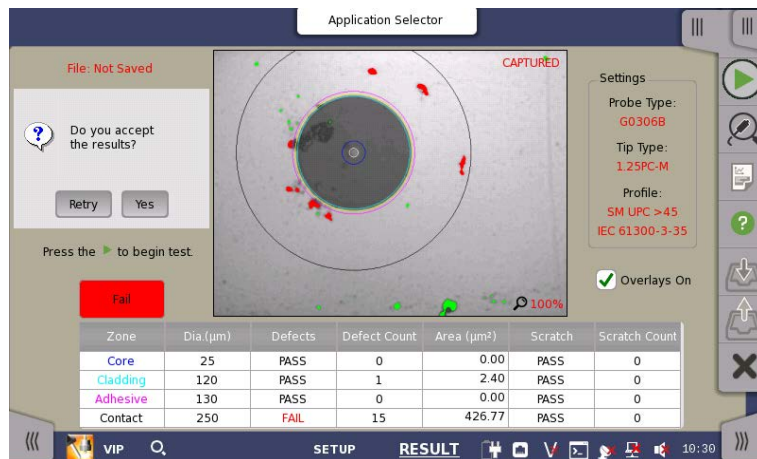 Application Selector
File: Not Saved
CAPTURED
Do you accept
the results?
Retry Yes
Press the ▶ to begin test.
Fail
100%
Settings
Probe Type:
G0306B
Tip Type:
1.25PC-M
Profile:
SM UPC >45
IEC 61300-3-35
Overlays On
Zone Dia.(μm) Defects Defect Count Area (μm²) Scratch Scratch Count
Core 25 PASS 0 0.00 PASS 0
Cladding 120 PASS 1 2.40 PASS 0
Adhesive 130 PASS 0 0.00 PASS 0
Contact 250 FAIL 15 426.77 PASS 0
VIP SETUP RESULT 10:30